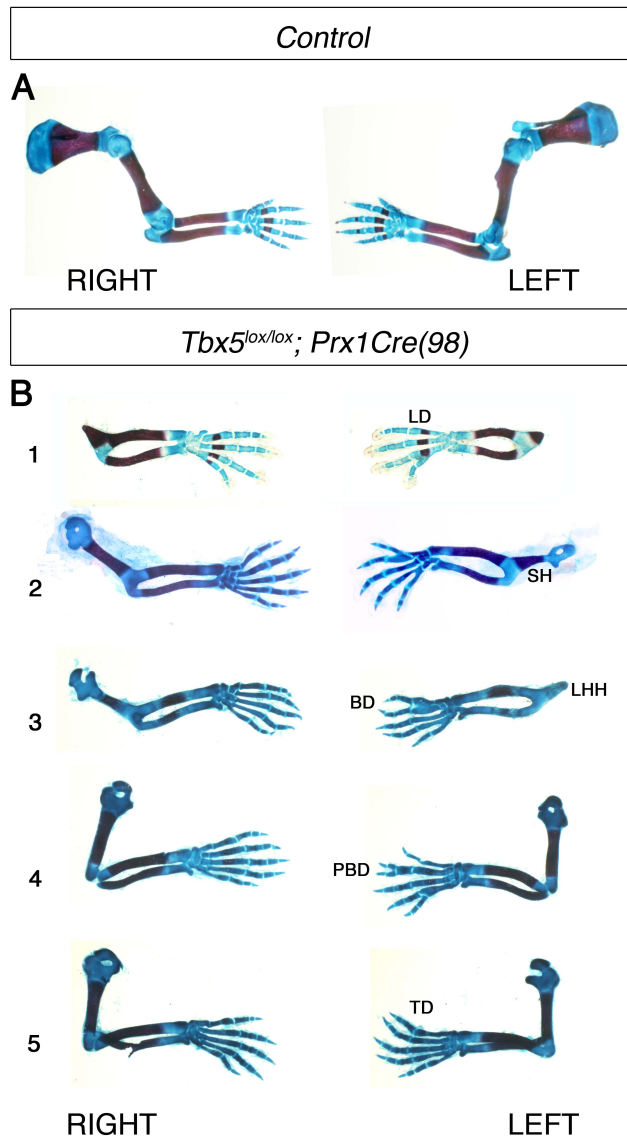 Control
A
RIGHT LEFT
Tbx5lox/lox; Prx1Cre(98)
B
LD
1
2
SH
LHH
BD
3
PBD
4
TD
5
RIGHT LEFT